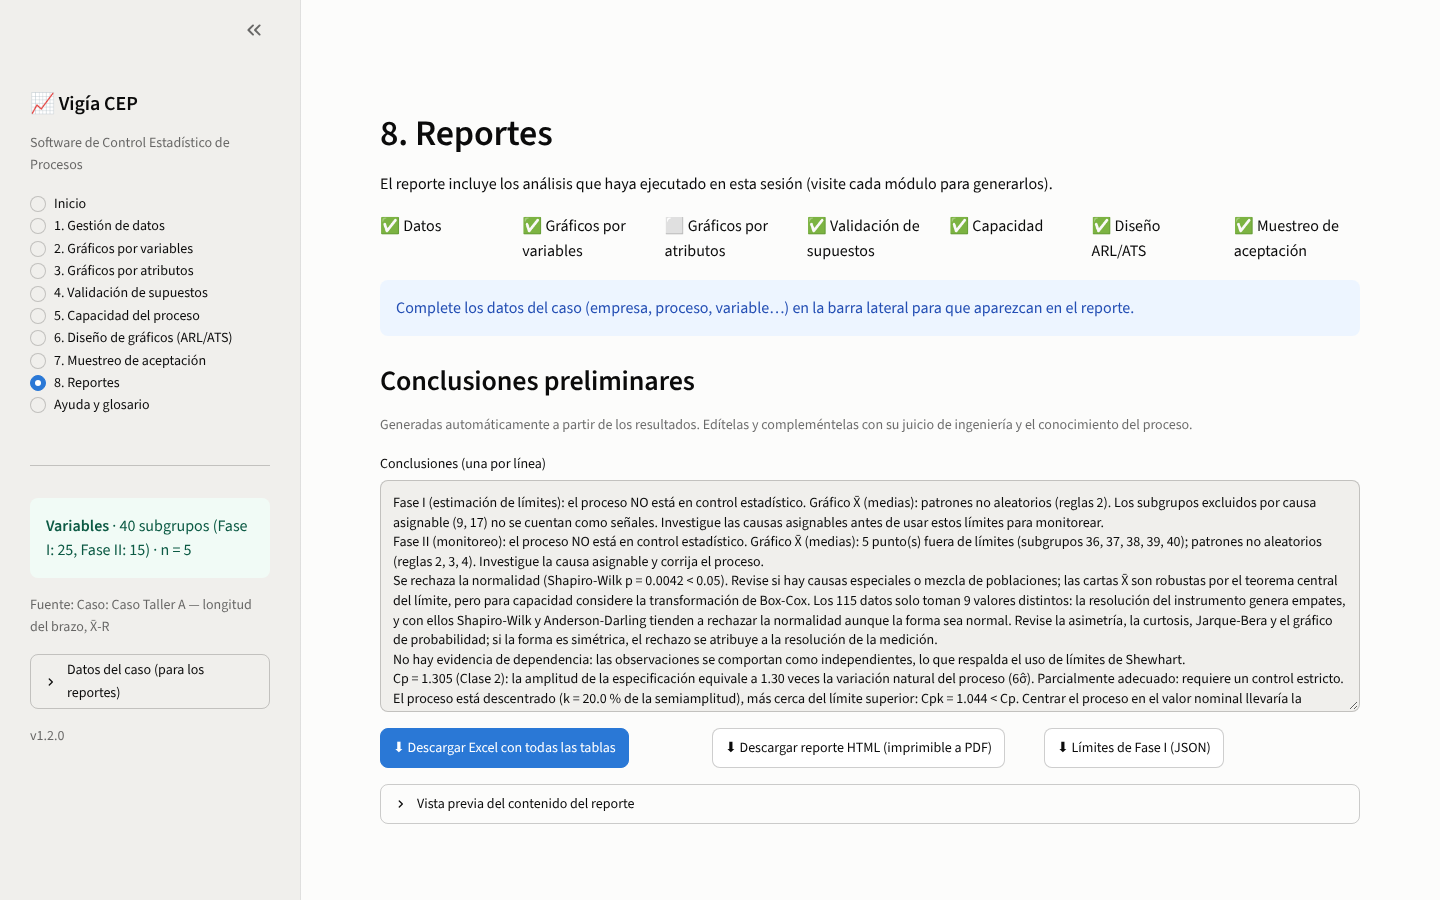 Vigía CEP
Software de Control Estadístico de
Procesos
Inicio
1. Gestión de datos
2. Gráficos por variables
3. Gráficos por atributos
4. Validación de supuestos
5. Capacidad del proceso
6. Diseño de gráficos (ARL/ATS)
7. Muestreo de aceptación
8. Reportes
Ayuda y glosario
Variables · 40 subgrupos (Fase
I: 25, Fase II: 15) · n = 5
Fuente: Caso: Caso Taller A — longitud
del brazo, X̄-R
Datos del caso (para los
reportes)
v1.2.0
8. Reportes
El reporte incluye los análisis que haya ejecutado en esta sesión (visite cada módulo para generarlos).
✅ Datos
✅ Gráficos por
variables
⬜ Gráficos por
atributos
✅ Validación de
supuestos
✅ Capacidad
✅ Diseño
ARL/ATS
✅ Muestreo de
aceptación
Complete los datos del caso (empresa, proceso, variable…) en la barra lateral para que aparezcan en el reporte.
Conclusiones preliminares
Generadas automáticamente a partir de los resultados. Edítelas y compleméntelas con su juicio de ingeniería y el conocimiento del proceso.
Conclusiones (una por línea)
Fase I (estimación de límites): el proceso NO está en control estadístico. Gráfico X̄ (medias): patrones no aleatorios (reglas 2). Los subgrupos excluidos por causa
asignable (9, 17) no se cuentan como señales. Investigue las causas asignables antes de usar estos límites para monitorear.
Fase II (monitoreo): el proceso NO está en control estadístico. Gráfico X̄ (medias): 5 punto(s) fuera de límites (subgrupos 36, 37, 38, 39, 40); patrones no aleatorios
(reglas 2, 3, 4). Investigue la causa asignable y corrija el proceso.
Se rechaza la normalidad (Shapiro-Wilk p = 0.0042 < 0.05). Revise si hay causas especiales o mezcla de poblaciones; las cartas X̄ son robustas por el teorema central
del límite, pero para capacidad considere la transformación de Box-Cox. Los 115 datos solo toman 9 valores distintos: la resolución del instrumento genera empates,
y con ellos Shapiro-Wilk y Anderson-Darling tienden a rechazar la normalidad aunque la forma sea normal. Revise la asimetría, la curtosis, Jarque-Bera y el gráfico
de probabilidad; si la forma es simétrica, el rechazo se atribuye a la resolución de la medición.
No hay evidencia de dependencia: las observaciones se comportan como independientes, lo que respalda el uso de límites de Shewhart.
Cp = 1.305 (Clase 2): la amplitud de la especificación equivale a 1.30 veces la variación natural del proceso (6σ̂). Parcialmente adecuado: requiere un control estricto.
El proceso está descentrado (k = 20.0 % de la semiamplitud), más cerca del límite superior: Cpk = 1.044 < Cp. Centrar el proceso en el valor nominal llevaría la
⬇ Descargar Excel con todas las tablas
⬇ Descargar reporte HTML (imprimible a PDF)
⬇ Límites de Fase I (JSON)
Vista previa del contenido del reporte